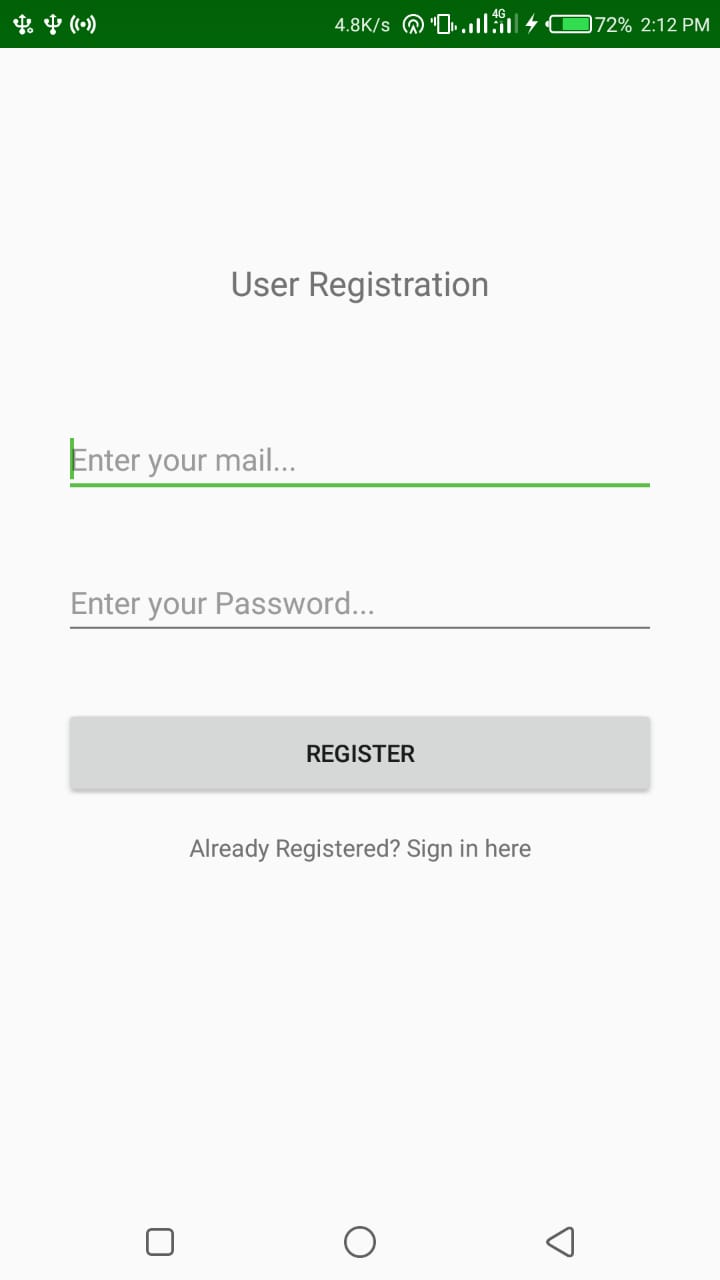 4.8K/s 4G 72% 2:12 PM
User Registration
Enter your mail...
Enter your Password...
REGISTER
Already Registered? Sign in here